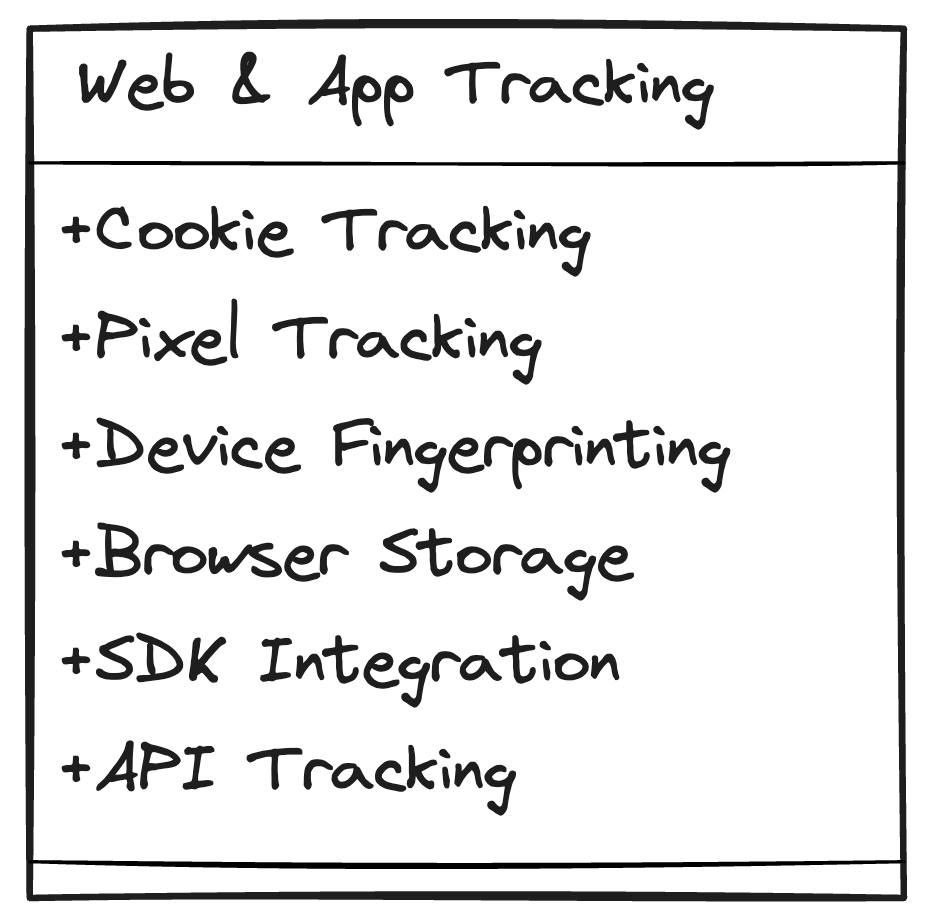 Web & App Tracking
+Cookie Tracking
+Pixel Tracking
+Device Fingerprinting
+Browser Storage
+SDK Integration
+API Tracking